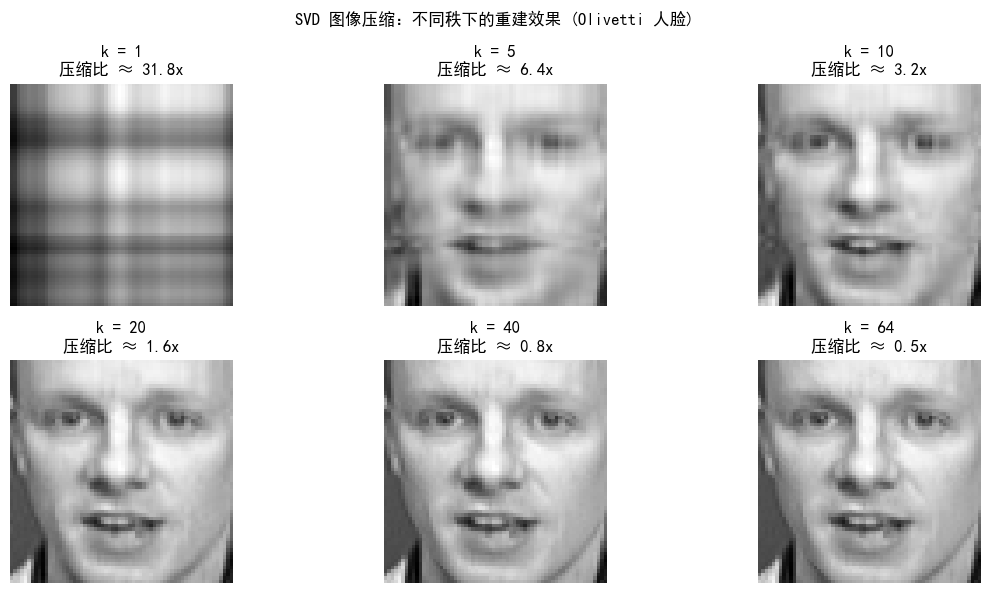 SVD 图像压缩：不同秩下的重建效果 (Olivetti 人脸)
k = 1
压缩比 ≈ 31.8x
k = 5
压缩比 ≈ 6.4x
k = 10
压缩比 ≈ 3.2x
k = 20
压缩比 ≈ 1.6x
k = 40
压缩比 ≈ 0.8x
k = 64
压缩比 ≈ 0.5x